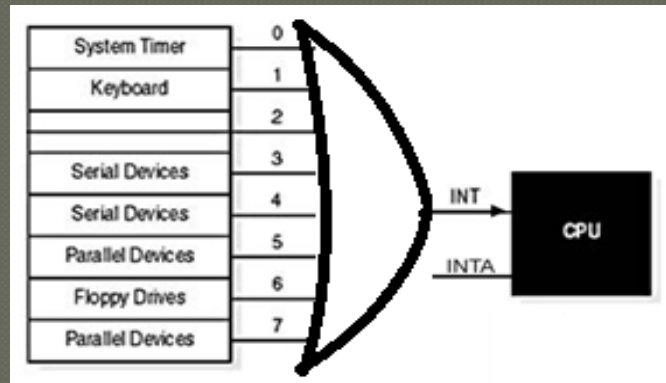 System Timer 0
Keyboard 1
2
Serial Devices 3
Serial Devices 4
Parallel Devices 5
Floppy Drives 6
Parallel Devices 7
INT
INTA
CPU